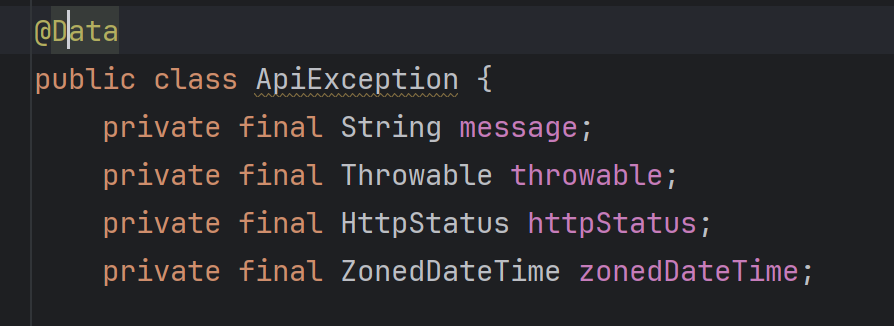 @Data
public class ApiException {
    private final String message;
    private final Throwable throwable;
    private final HttpStatus httpStatus;
    private final ZonedDateTime zonedDateTime;